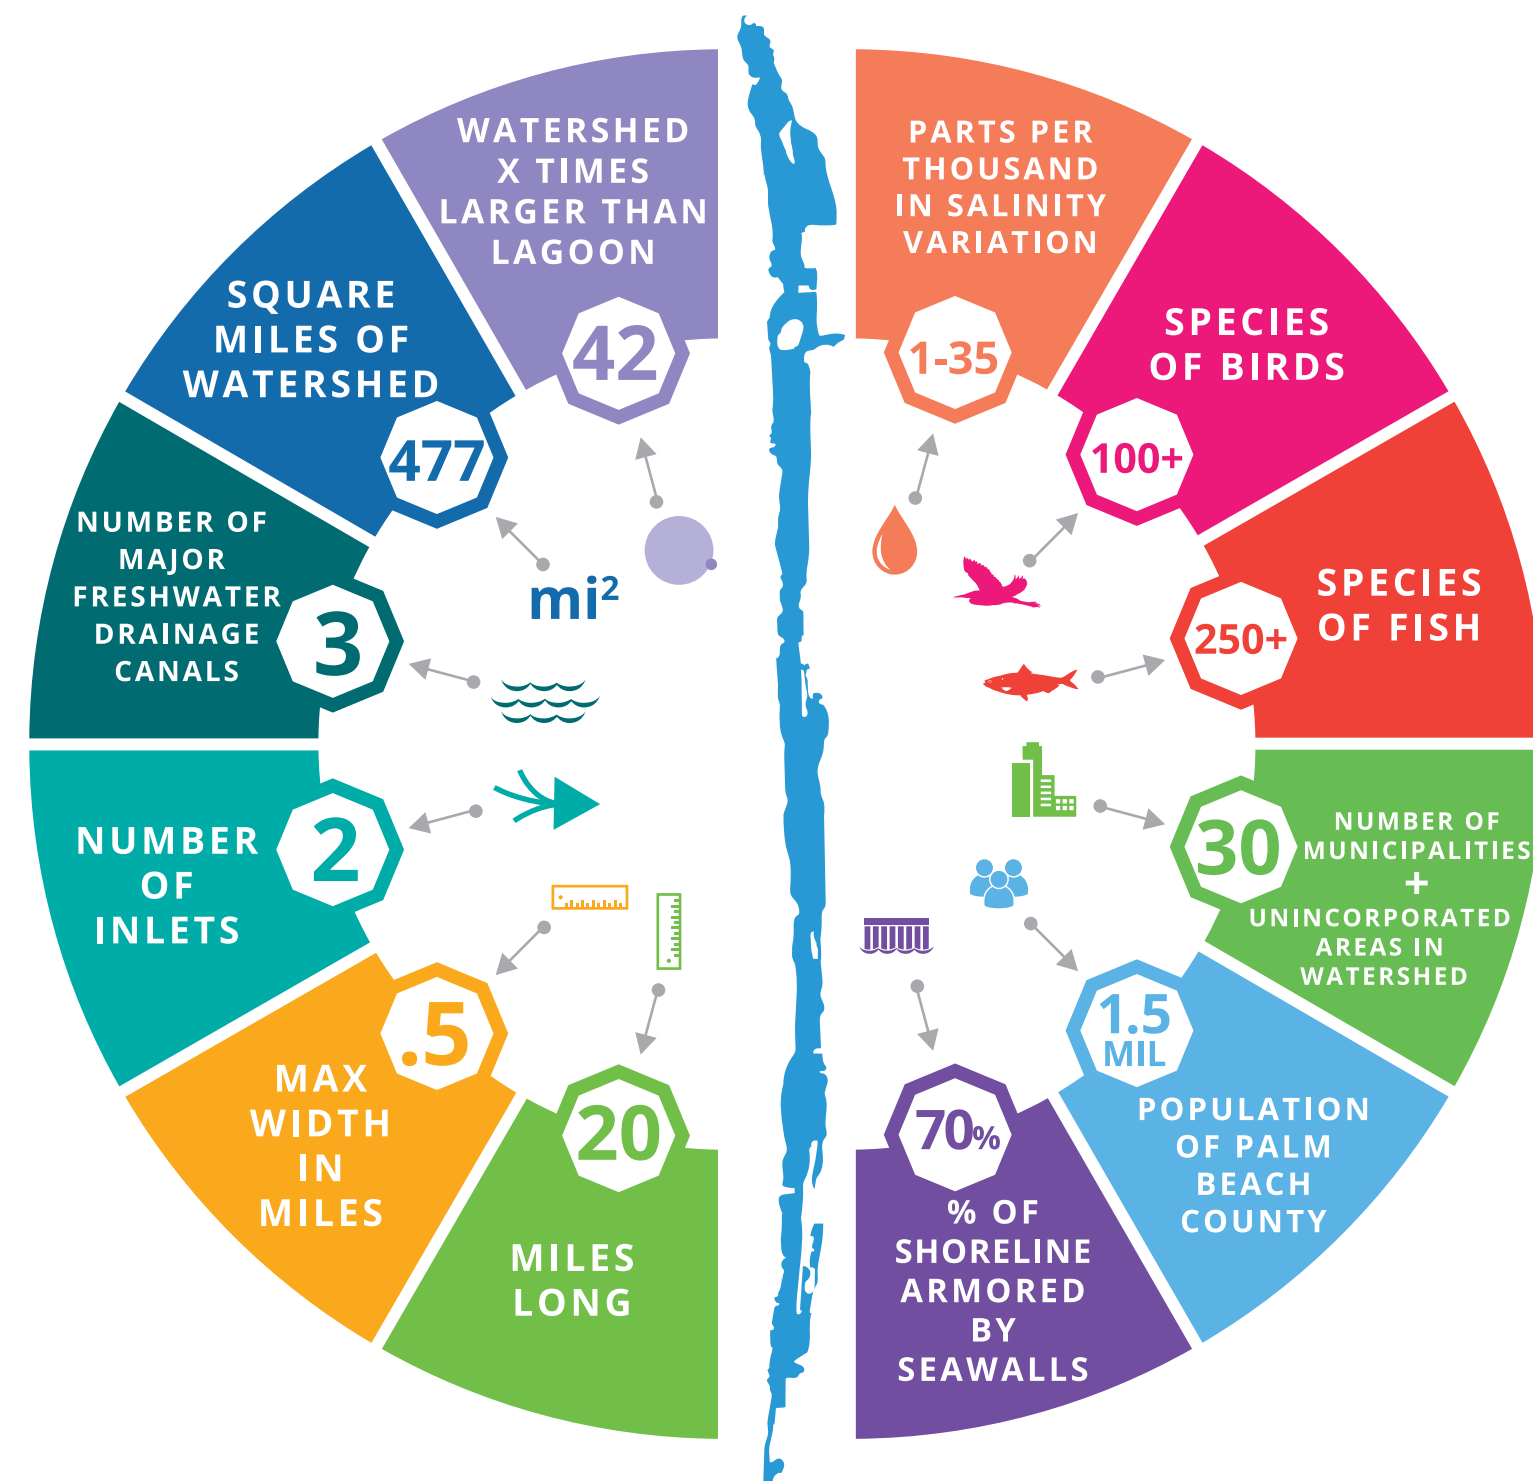 WATERSHED
X TIMES
LARGER THAN
LAGOON
42
SQUARE
MILES OF
WATERSHED
477
NUMBER OF
MAJOR
FRESHWATER
DRAINAGE
CANALS
3
mi²
NUMBER
OF
INLETS
2
MAX
WIDTH
IN
MILES
.5
MILES
LONG
20
PARTS PER
THOUSAND
IN SALINITY
VARIATION
1-35
SPECIES
OF BIRDS
100+
SPECIES
OF FISH
250+
NUMBER OF
MUNICIPALITIES
+
UNINCORPORATED
AREAS IN
WATERSHED
30
1.5
MIL
POPULATION
OF PALM
BEACH
COUNTY
70%
% OF
SHORELINE
ARMORED
BY
SEAWALLS